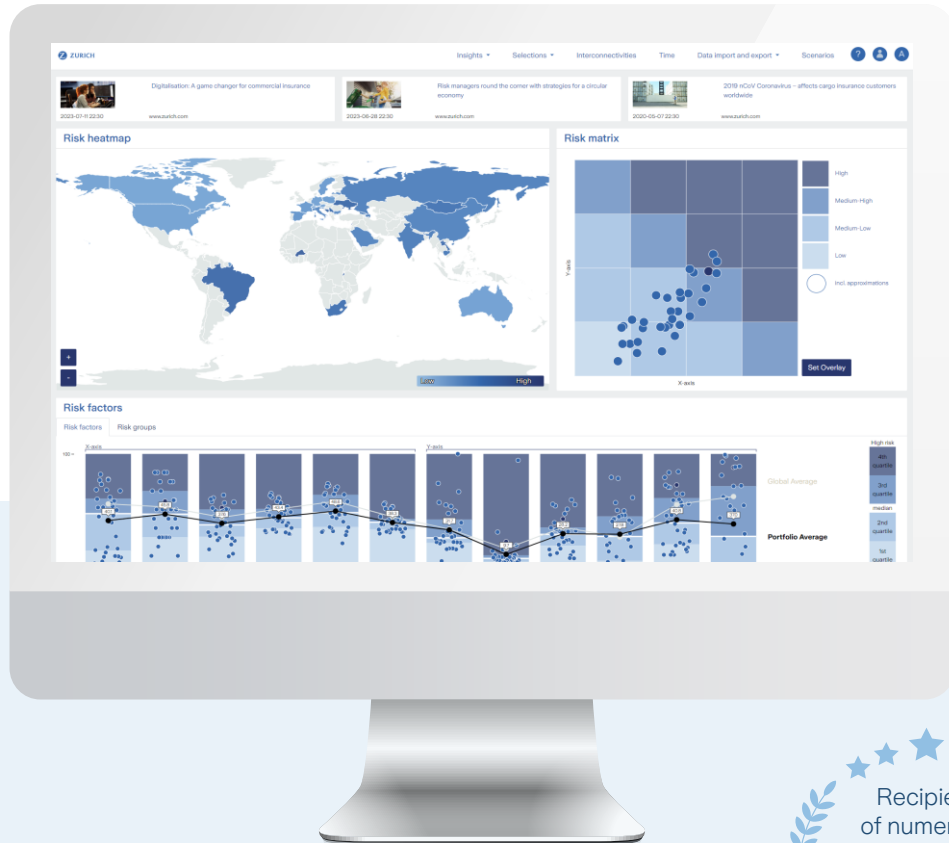 ZURICH
Insights
Selections
Interconnectivities
Time
Data import and export
Scenarios
?
A
Digitalisation: A game changer for commercial insurance
2023-07-11 22:30
www.zurich.com
Risk managers round the corner with strategies for a circular
economy
2023-06-28 22:30
www.zurich.com
2019-nCoV Coronavirus – affects cargo insurance customers
worldwide
2020-05-07 22:30
www.zurich.com
Risk heatmap
+
-
Low
High
Risk matrix
Y-axis
X-axis
High
Medium-High
Medium-Low
Low
Incl. approximations
Set Overlay
Risk factors
Risk factors
Risk groups
100
X-axis
Y-axis
Global Average
Portfolio Average
High risk
4th
quartile
3rd
quartile
median
2nd
quartile
1st
quartile
of